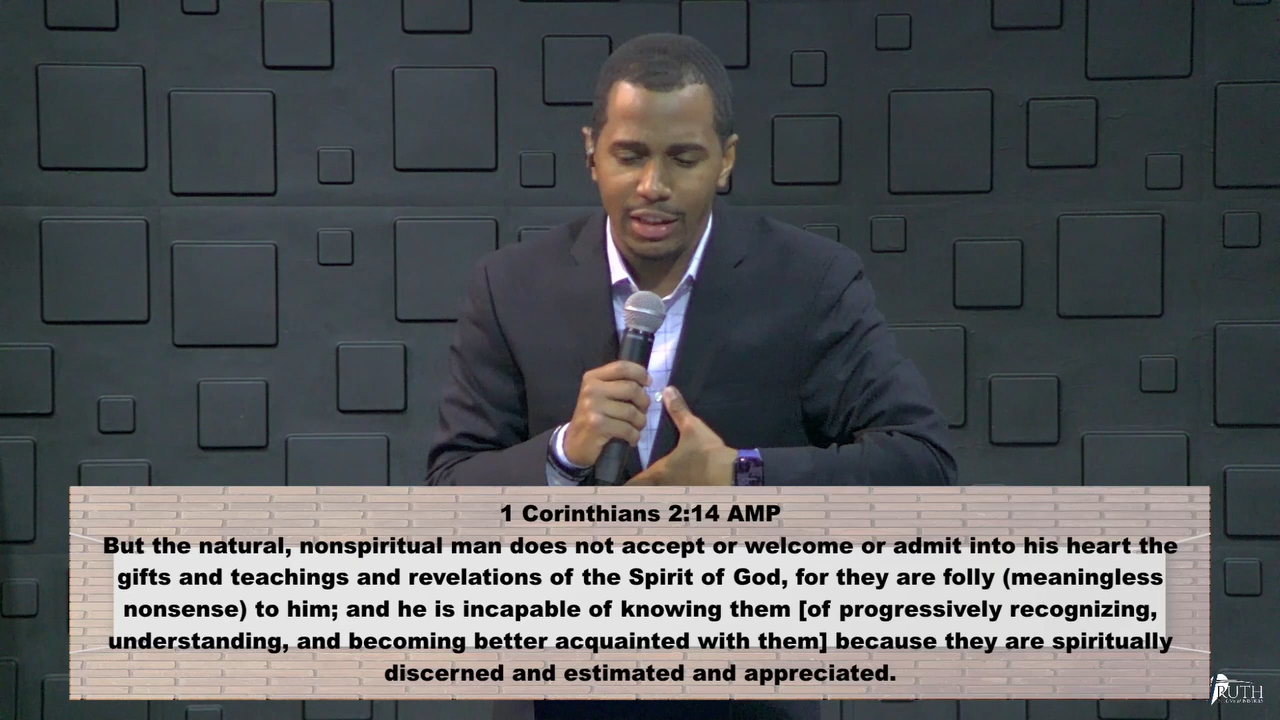 1 Corinthians 2:14 AMP
But the natural, nonspiritual man does not accept or welcome or admit into his heart the
gifts and teachings and revelations of the Spirit of God, for they are folly (meaningless
nonsense) to him; and he is incapable of knowing them [of progressively recognizing,
understanding, and becoming better acquainted with them] because they are spiritually
discerned and estimated and appreciated.
RUTH